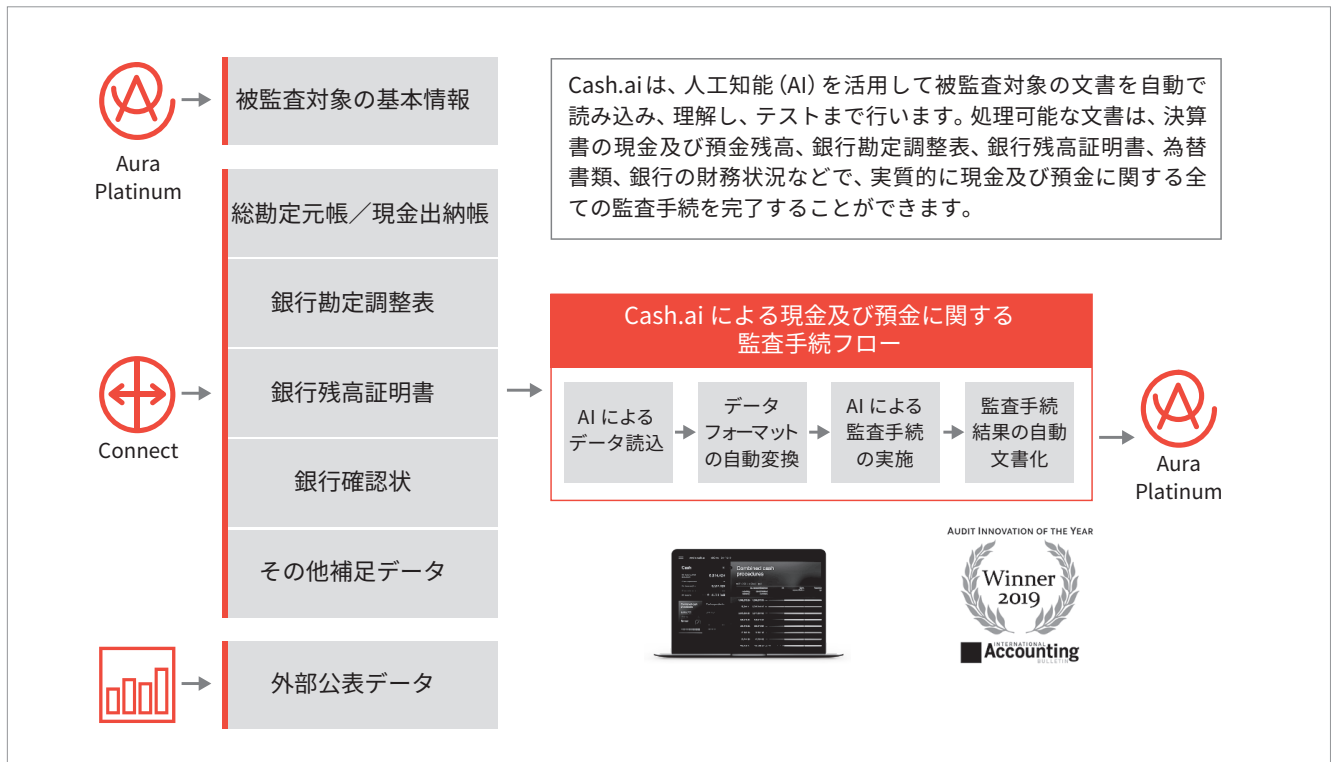 Aura
Platinum
被監査対象の基本情報
Cash.aiは、人工知能（AI）を活用して被監査対象の文書を自動で
読み込み、理解し、テストまで行います。処理可能な文書は、決算
書の現金及び預金残高、銀行勘定調整表、銀行残高証明書、為替
書類、銀行の財務状況などで、実質的に現金及び預金に関する全
ての監査手続を完了することができます。
Connect
総勘定元帳／現金出納帳
銀行勘定調整表
銀行残高証明書
銀行確認状
その他補足データ
外部公表データ
Cash.ai による現金及び預金に関する
監査手続フロー
AI による
データ読込
データ
フォーマット
の自動変換
AI による
監査手続
の実施
監査手続
結果の自動
文書化
Aura
Platinum
Cash
Combined cash
procedures
AUDIT INNOVATION OF THE YEAR
Winner
2019
INTERNATIONAL
Accounting
BULLETIN